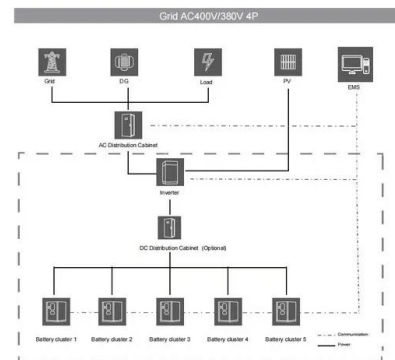 Grid AC400V/380V 4P
Grid
DG
Load
PV
EMS
AC Distribution Cabinet
Inverter
DC Distribution Cabinet (Optional)
Battery cluster 1
Battery cluster 2
Battery cluster 3
Battery cluster 4
Battery cluster 5
Communication
Power